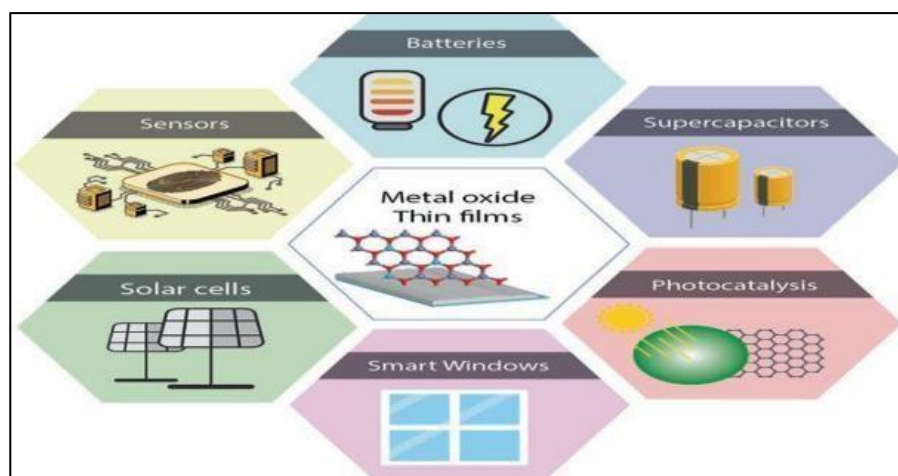 Batteries
Sensors
Supercapacitors
Metal oxide
Thin films
Solar cells
Photocatalysis
Smart Windows